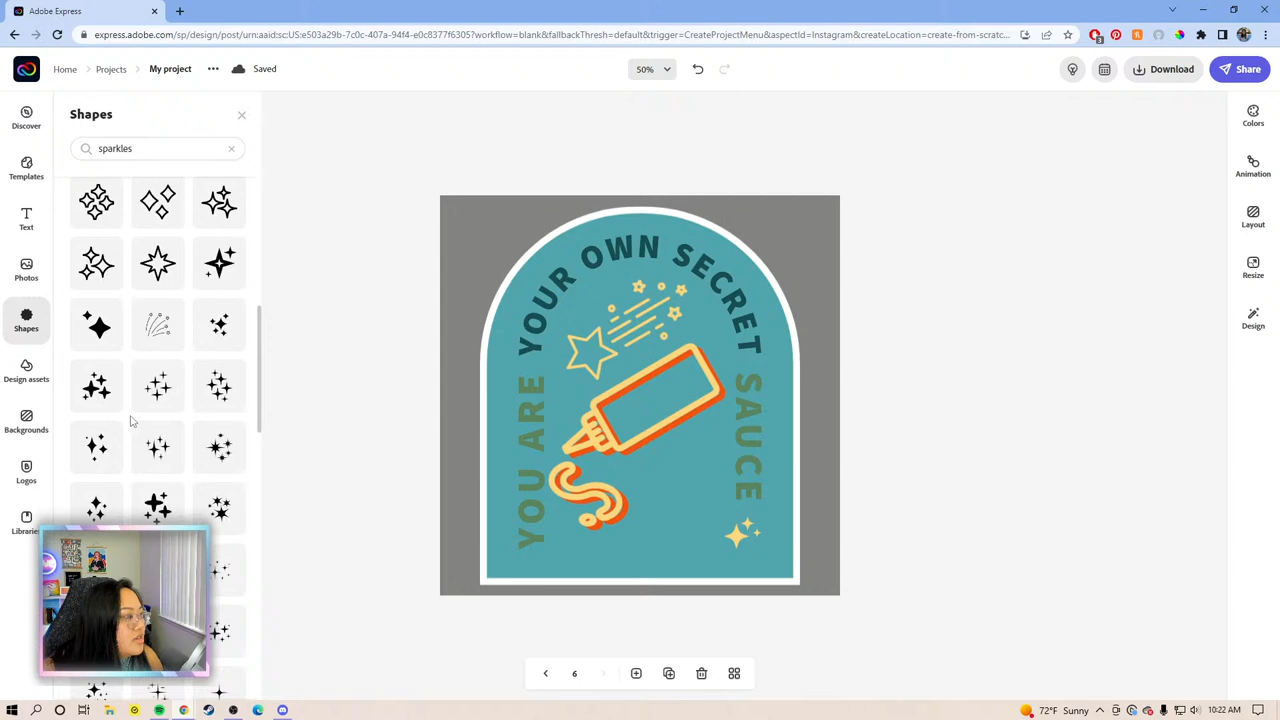 Adobe Express
express.adobe.com/sp/design/post/urn:aaid:sc:US:e503a29b-7c0c-407a-94f4-e0c8377f6305?workflow=blank&fallbackThresh=default&trigger=CreateProjectMenu&aspectId=Instagram&createLocation=create-from-scratc...
Home Projects My project ... Saved
50%
Download
Share
Discover
Templates
Text
Photos
Shapes
Design assets
Backgrounds
Logos
Libraries
Shapes
sparkles
YOU ARE YOUR OWN SECRET SAUCE
Colors
Animation
Layout
Resize
Design
6
72°F Sunny
10:22 AM